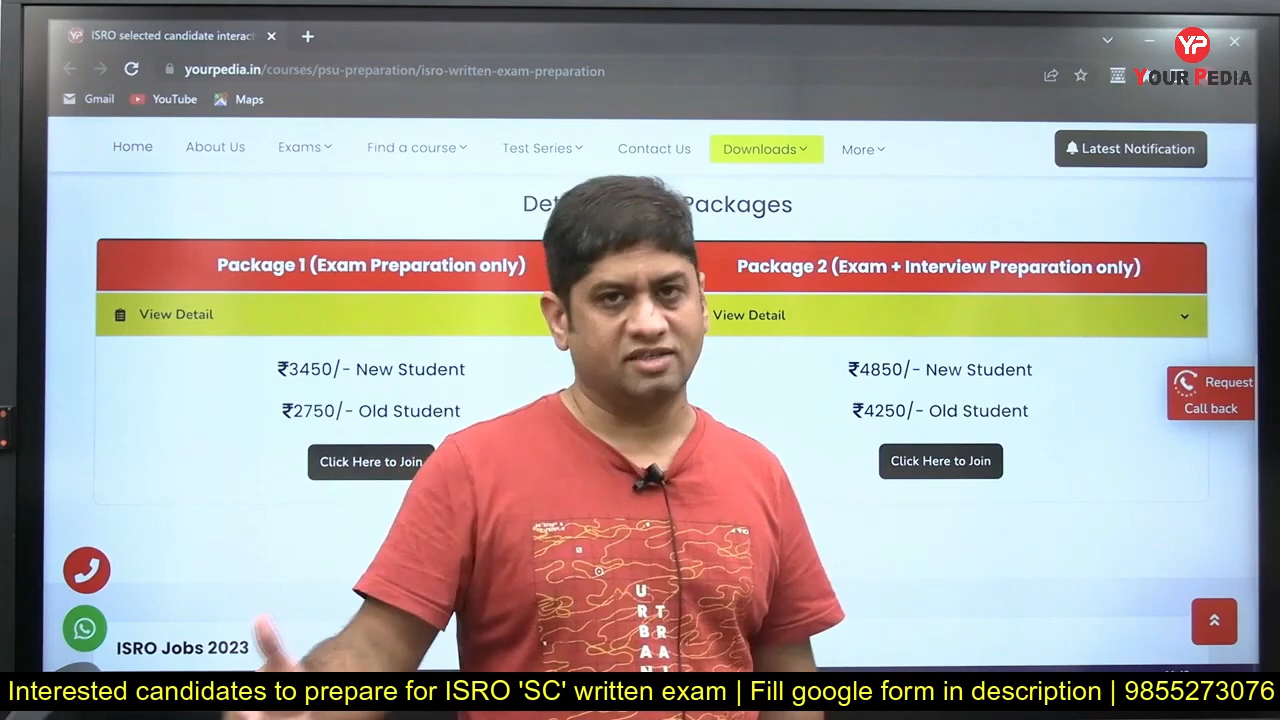 ISRO selected candidate interac
yourpedia.in/courses/psu-preparation/isro-written-exam-preparation
YP
YOUR PEDIA
Gmail
YouTube
Maps
Home
About Us
Exams
Find a course
Test Series
Contact Us
Downloads
More
Latest Notification
Packages
Package 1 (Exam Preparation only)
Package 2 (Exam + Interview Preparation only)
View Detail
View Detail
₹3450/- New Student
₹4850/- New Student
₹2750/- Old Student
₹4250/- Old Student
Request
Call back
Click Here to Join
Click Here to Join
URBAN
ISRO Jobs 2023
Interested candidates to prepare for ISRO 'SC' written exam | Fill google form in description | 9855273076